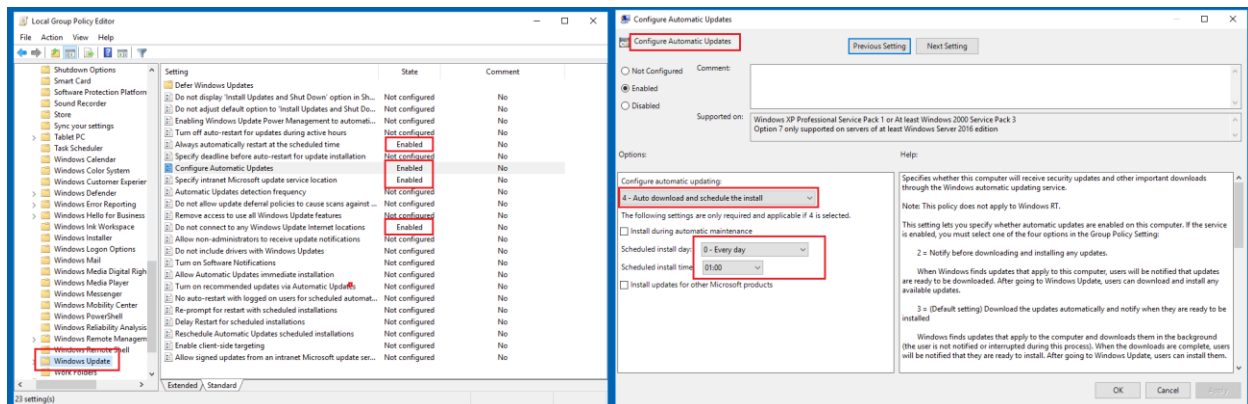 Local Group Policy Editor
File Action View Help
Shutdown Options
Smart Card
Software Protection Platform
Sound Recorder
Store
Sync your settings
Tablet PC
Task Scheduler
Windows Calendar
Windows Color System
Windows Customer Experier
Windows Defender
Windows Error Reporting
Windows Hello for Business
Windows Ink Workspace
Windows Installer
Windows Logon Options
Windows Mail
Windows Media Digital Righ
Windows Media Player
Windows Messenger
Windows Mobility Center
Windows PowerShell
Windows Reliability Analysis
Windows Remote Managem
Windows Remote Shell
Windows Update
Work Folders
Setting State Comment
Defer Windows Updates
Do not display 'Install Updates and Shut Down' option in Sh... Not configured No
Do not adjust default option to 'Install Updates and Shut Do... Not configured No
Enabling Windows Update Power Management to automati... Not configured No
Turn off auto-restart for updates during active hours Not configured No
Always automatically restart at the scheduled time Enabled No
Specify deadline before auto-restart for update installation Not configured No
Configure Automatic Updates Enabled No
Specify intranet Microsoft update service location Enabled No
Automatic Updates detection frequency Not configured No
Do not allow update deferral policies to cause scans against ... Not configured No
Remove access to use all Windows Update features Not configured No
Do not connect to any Windows Update Internet locations Enabled No
Allow non-administrators to receive update notifications Not configured No
Do not include drivers with Windows Updates Not configured No
Turn on Software Notifications Not configured No
Allow Automatic Updates immediate installation Not configured No
Turn on recommended updates via Automatic Updates Not configured No
No auto-restart with logged on users for scheduled automat... Not configured No
Re-prompt for restart with scheduled installations Not configured No
Delay Restart for scheduled installations Not configured No
Reschedule Automatic Updates scheduled installations Not configured No
Enable client-side targeting Not configured No
Allow signed updates from an intranet Microsoft update ser... Not configured No
Extended Standard
23 setting(s)
Configure Automatic Updates
Configure Automatic Updates
Previous Setting Next Setting
Not Configured Comment:
Enabled
Disabled
Supported on: Windows XP Professional Service Pack 1 or At least Windows 2000 Service Pack 3
Option 7 only supported on servers of at least Windows Server 2016 edition
Options: Help:
Configure automatic updating:
4 - Auto download and schedule the install
The following settings are only required and applicable if 4 is selected.
Install during automatic maintenance
Scheduled install day: 0 - Every day
Scheduled install time: 01:00
Install updates for other Microsoft products
Specifies whether this computer will receive security updates and other important downloads
through the Windows automatic updating service.
Note: This policy does not apply to Windows RT.
This setting lets you specify whether automatic updates are enabled on this computer. If the service
is enabled, you must select one of the four options in the Group Policy Setting:
2 = Notify before downloading and installing any updates.
When Windows finds updates that apply to this computer, users will be notified that updates
are ready to be downloaded. After going to Windows Update, users can download and install any
available updates.
3 = (Default setting) Download the updates automatically and notify when they are ready to be
installed
Windows finds updates that apply to the computer and downloads them in the background
(the user is not notified or interrupted during this process). When the downloads are complete, users
will be notified that they are ready to install. After going to Windows Update, users can install them.
OK Cancel Apply